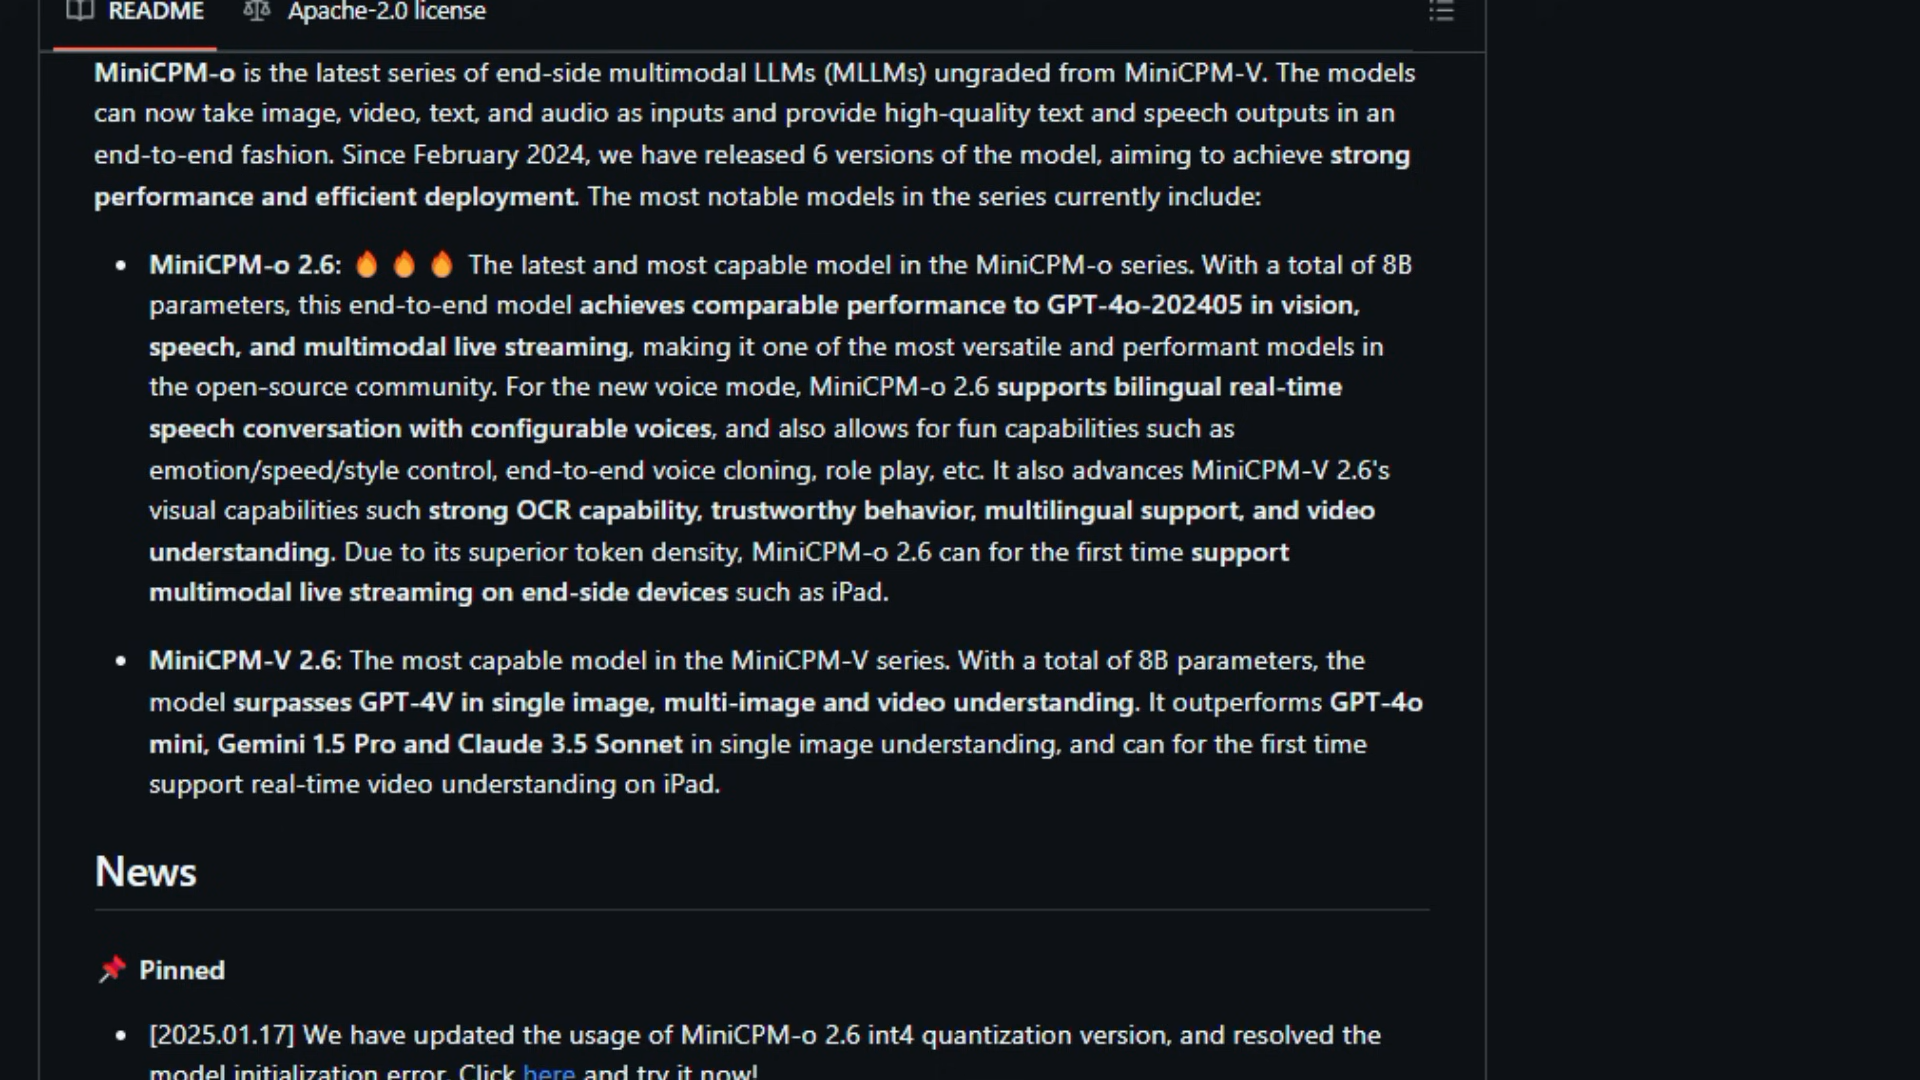 README Apache-2.0 license
MiniCPM-o is the latest series of end-side multimodal LLMs (MLLMs) ungraded from MiniCPM-V. The models
can now take image, video, text, and audio as inputs and provide high-quality text and speech outputs in an
end-to-end fashion. Since February 2024, we have released 6 versions of the model, aiming to achieve strong
performance and efficient deployment. The most notable models in the series currently include:
• MiniCPM-o 2.6: 🔥 🔥 🔥 The latest and most capable model in the MiniCPM-o series. With a total of 8B
parameters, this end-to-end model achieves comparable performance to GPT-4o-202405 in vision,
speech, and multimodal live streaming, making it one of the most versatile and performant models in
the open-source community. For the new voice mode, MiniCPM-o 2.6 supports bilingual real-time
speech conversation with configurable voices, and also allows for fun capabilities such as
emotion/speed/style control, end-to-end voice cloning, role play, etc. It also advances MiniCPM-V 2.6's
visual capabilities such strong OCR capability, trustworthy behavior, multilingual support, and video
understanding. Due to its superior token density, MiniCPM-o 2.6 can for the first time support
multimodal live streaming on end-side devices such as iPad.
• MiniCPM-V 2.6: The most capable model in the MiniCPM-V series. With a total of 8B parameters, the
model surpasses GPT-4V in single image, multi-image and video understanding. It outperforms GPT-4o
mini, Gemini 1.5 Pro and Claude 3.5 Sonnet in single image understanding, and can for the first time
support real-time video understanding on iPad.
News
📌 Pinned
• [2025.01.17] We have updated the usage of MiniCPM-o 2.6 int4 quantization version, and resolved the
model initialization error. Click here and try it now!